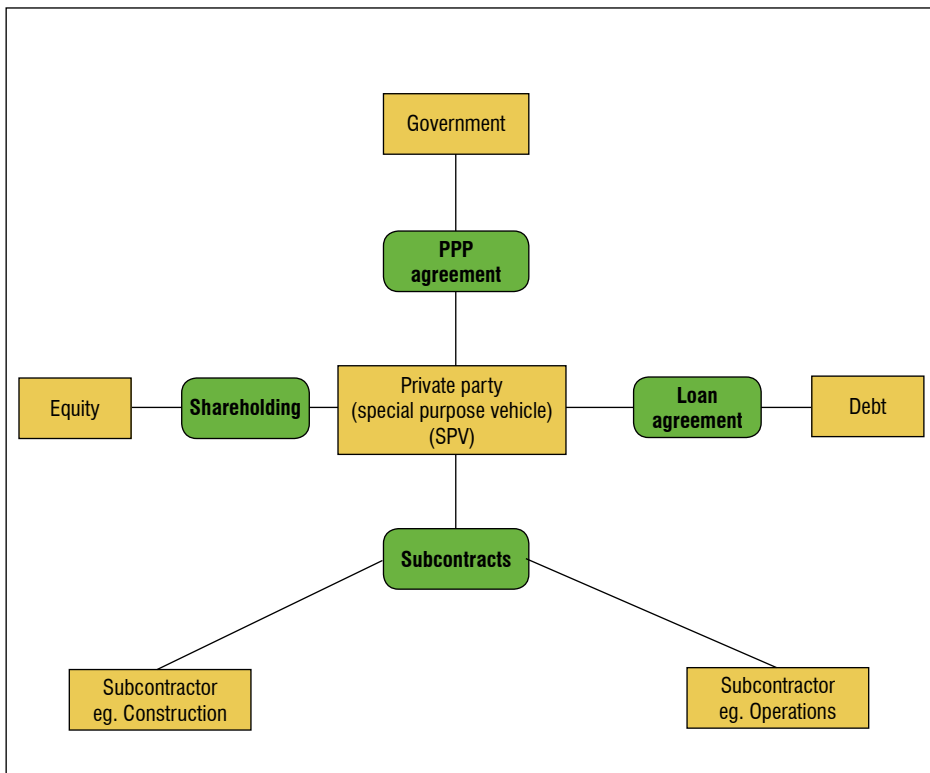 Government
PPP
agreement
Equity
Shareholding
Private party
(special purpose vehicle)
(SPV)
Loan
agreement
Debt
Subcontracts
Subcontractor
eg. Construction
Subcontractor
eg. Operations